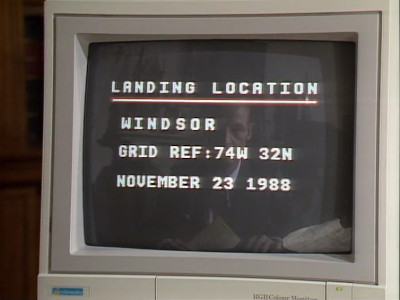 LANDING LOCATION
WINDSOR
GRID REF:74W 32N
NOVEMBER 23 1988